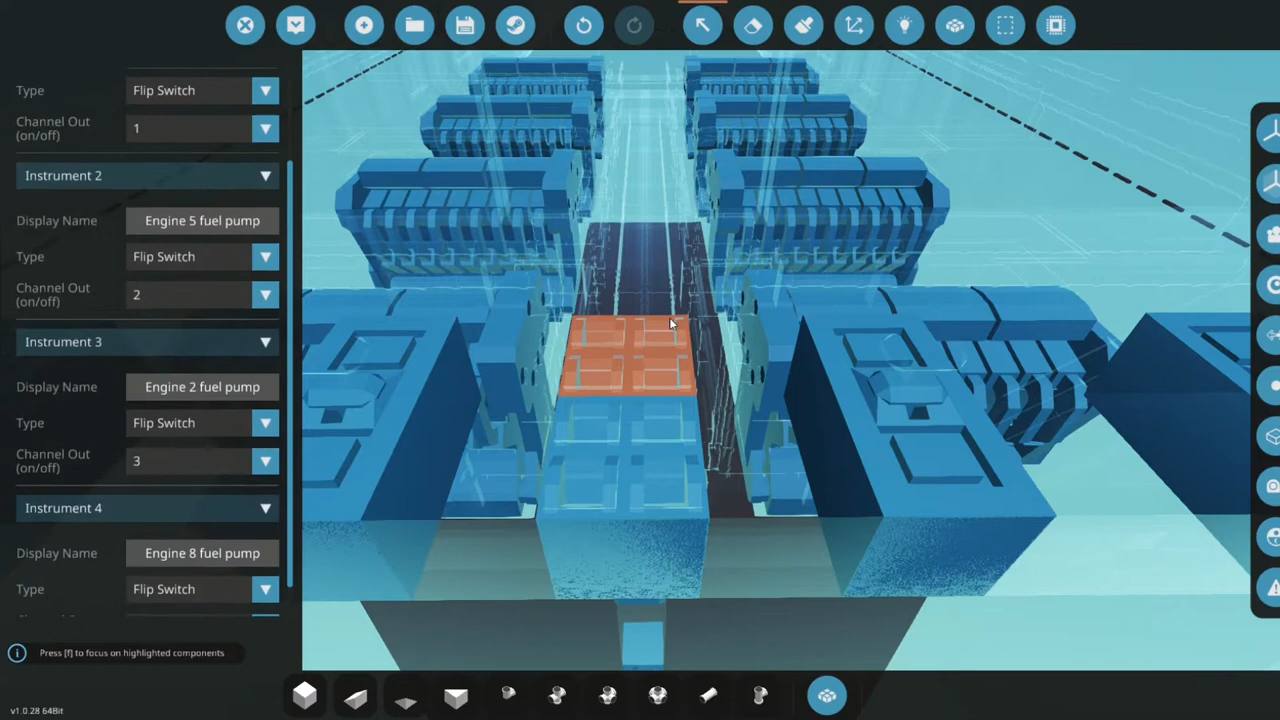 Type Flip Switch
Channel Out (on/off) 1
Instrument 2
Display Name Engine 5 fuel pump
Type Flip Switch
Channel Out (on/off) 2
Instrument 3
Display Name Engine 2 fuel pump
Type Flip Switch
Channel Out (on/off) 3
Instrument 4
Display Name Engine 8 fuel pump
Type Flip Switch
Press [f] to focus on highlighted components
v1.0.28 64Bit